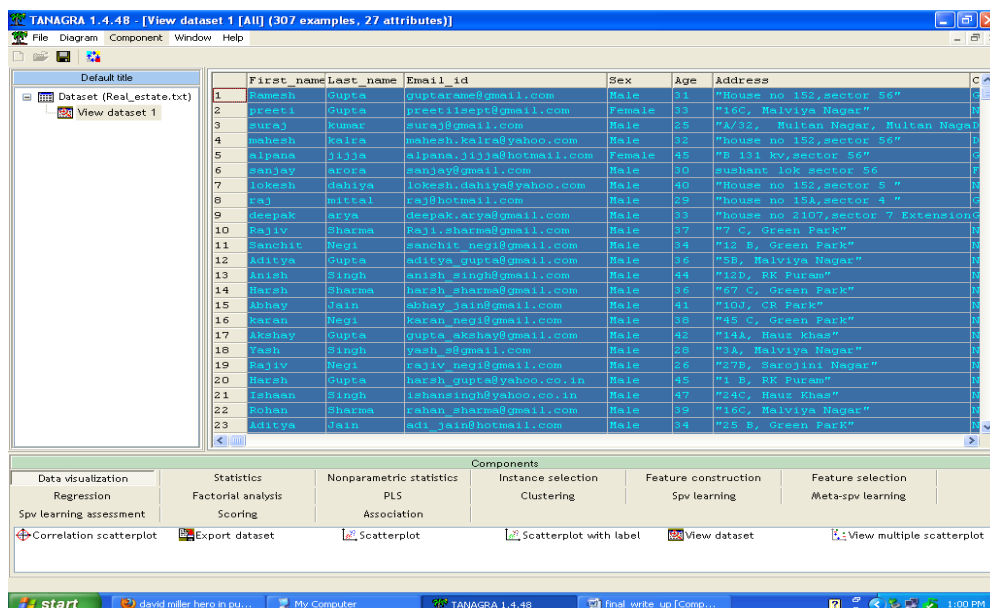 TANAGRA 1.4.48 - [View dataset 1 [All] (307 examples, 27 attributes)]
File Diagram Component Window Help
Default title
Dataset (Real_estate.txt)
View dataset 1
First_name Last_name Email_id Sex Age Address C
1 Ramesh Gupta guptarame@gmail.com Male 31 "House no 152,sector 56" G
2 preeti Gupta preeti1sept@gmail.com Female 33 "16C, Malviya Nagar" N
3 suraj kumar suraj@gmail.com Male 25 "A/32, Multan Nagar, Multan Naga D
4 mahesh kalra mahesh.kalra@yahoo.com Male 32 "house no 152,sector 56" D
5 alpana jijja alpana.jijja@hotmail.com Female 45 "B 131 kv,sector 56" G
6 sanjay arora sanjay@gmail.com Male 30 sushant lok sector 56 F
7 lokesh dahiya lokesh.dahiya@yahoo.com Male 40 "House no 152,sector 5 " N
8 raj mittal raj@hotmail.com Male 29 "house no 15A,sector 4 " G
9 deepak arya deepak.arya@gmail.com Male 33 "house no 2107,sector 7 Extension G
10 Rajiv Sharma Raji.sharma@gmail.com Male 37 "7 C, Green Park" N
11 Sanchit Negi sanchit_negi@gmail.com Male 34 "12 B, Green Park" N
12 Aditya Gupta aditya_gupta@gmail.com Male 36 "5B, Malviya Nagar" N
13 Anish Singh anish_singh@gmail.com Male 44 "12D, RK Puram" N
14 Harsh Sharma harsh_sharma@gmail.com Male 36 "67 C, Green Park" N
15 Abhay Jain abhay_jain@gmail.com Male 41 "10J, CR Park" N
16 karan Negi karan_negi@gmail.com Male 38 "45 C, Green Park" N
17 Akshay Gupta gupta_akshay@gmail.com Male 42 "14A, Hauz khas" N
18 Yash Singh yash_s@gmail.com Male 28 "3A, Malviya Nagar" N
19 Rajiv Negi rajiv_negi@gmail.com Male 26 "27B, Sarojini Nagar" N
20 Harsh Gupta harsh_gupta@yahoo.co.in Male 45 "1 B, RK Puram" N
21 Ishaan Singh ishansingh@yahoo.co.in Male 47 "24C, Hauz Khas" N
22 Rohan Sharma rahan_sharma@gmail.com Male 39 "16C, Malviya Nagar" N
23 Aditya Jain adi_jain@hotmail.com Male 34 "25 B, Green ParK" N
Components
Data visualization Statistics Nonparametric statistics Instance selection Feature construction Feature selection
Regression Factorial analysis PLS Clustering Spv learning Meta-spv learning
Spv learning assessment Scoring Association
Correlation scatterplot Export dataset Scatterplot Scatterplot with label View dataset View multiple scatterplot
start david miller hero in pu... My Computer TANAGRA 1.4.48 final write up [Comp... 1:00 PM